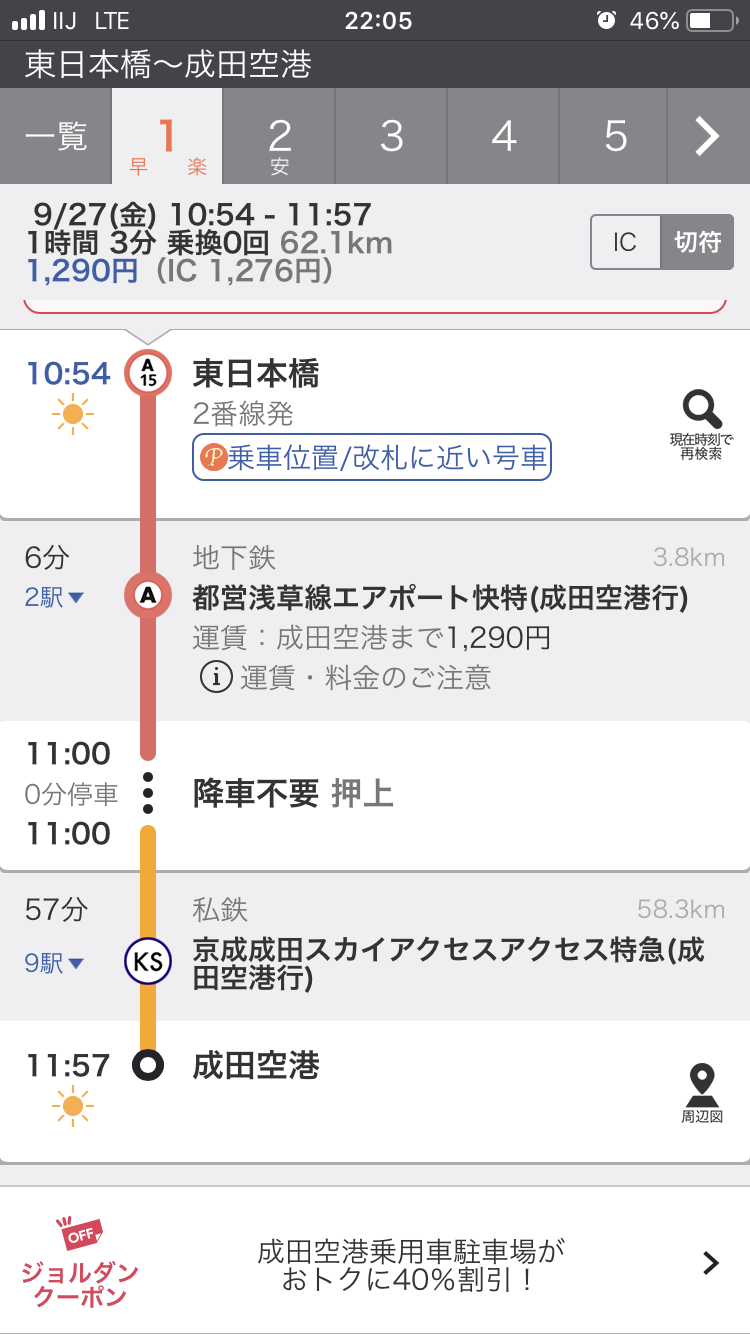 IIJ LTE 22:05 46%
東日本橋〜成田空港
一覧 1 2 3 4 5
早 楽 安
9/27(金) 10:54 - 11:57
1時間 3分 乗換0回 62.1km
1,290円 (IC 1,276円)
IC 切符
10:54 A 15 東日本橋
2番線発
P乗車位置/改札に近い号車
現在時刻で
再検索
6分 地下鉄 3.8km
2駅▼ A 都営浅草線エアポート快特(成田空港行)
運賃:成田空港まで1,290円
i 運賃・料金のご注意
11:00
0分停車 降車不要 押上
11:00
57分 私鉄 58.3km
9駅▼ KS 京成成田スカイアクセスアクセス特急(成
田空港行)
11:57 成田空港
周辺図
OFF
ジョルダン
クーポン
成田空港乗用車駐車場が
おトクに40%割引!